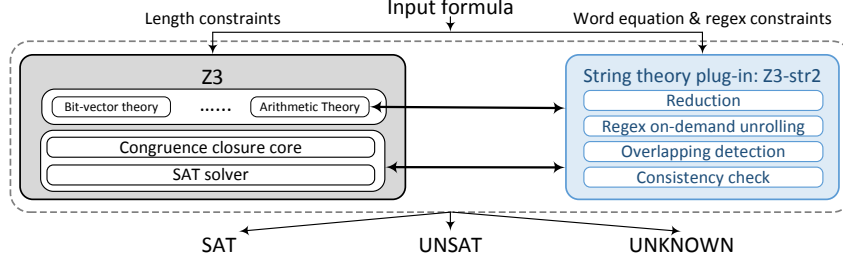 Input formula
Length constraints
Word equation & regex constraints
Z3
Bit-vector theory
......
Arithmetic Theory
Congruence closure core
SAT solver
String theory plug-in: Z3-str2
Reduction
Regex on-demand unrolling
Overlapping detection
Consistency check
SAT
UNSAT
UNKNOWN